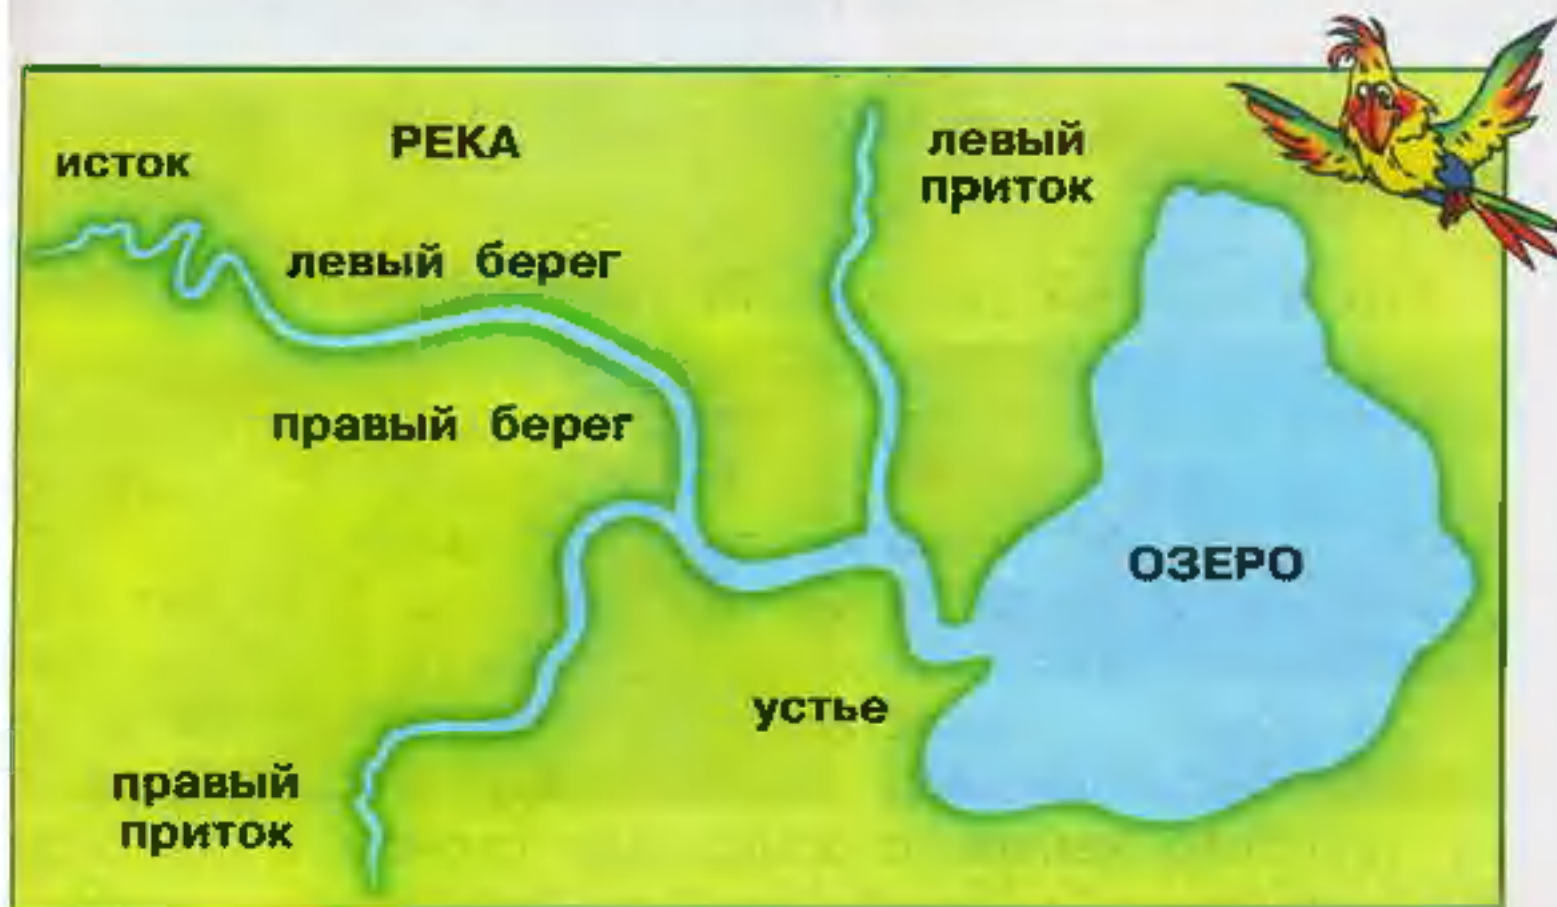 РЕКА
исток
левый
приток
левый берег
правый берег
ОЗЕРО
устье
правый
приток